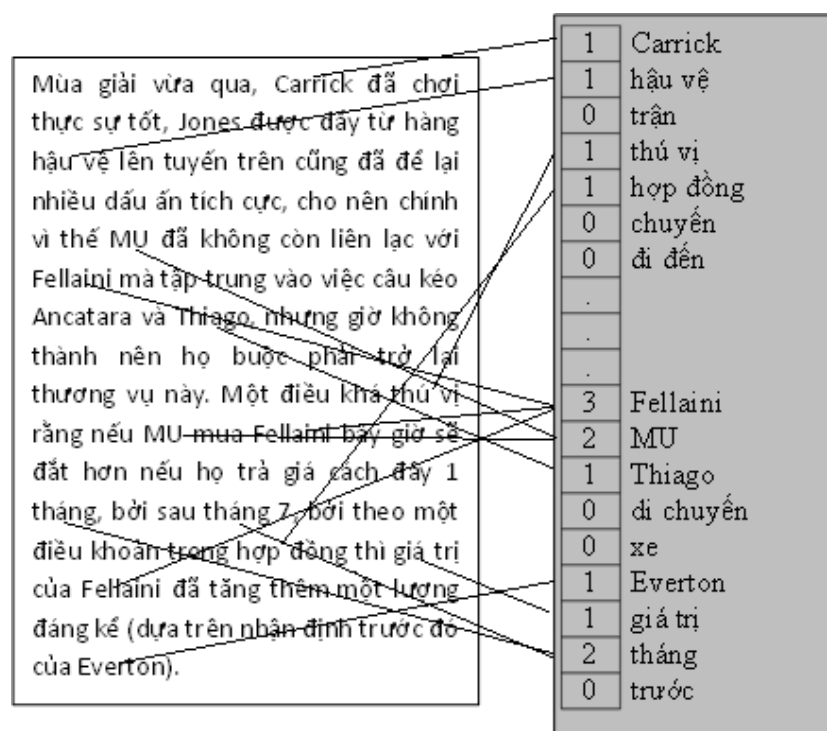 Mùa giải vừa qua, Carrick đã chơi
thực sự tốt, Jones được đẩy từ hàng
hậu vệ lên tuyến trên cũng đã để lại
nhiều dấu ấn tích cực, cho nên chính
vì thế MU đã không còn liên lạc với
Fellaini mà tập trung vào việc câu kéo
Ancatara và Thiago, nhưng giờ không
thành nên họ buộc phải trở lại
thương vụ này. Một điều khá thú vị
rằng nếu MU mua Fellaini bây giờ sẽ
đắt hơn nếu họ trả giá cách đây 1
tháng, bởi sau tháng 7, bởi theo một
điều khoản trong hợp đồng thì giá trị
của Fellaini đã tăng thêm một lượng
đáng kể (dựa trên nhận định trước đó
của Everton).
1 Carrick
1 hậu vệ
0 trận
1 thú vị
1 hợp đồng
0 chuyến
0 đi đến
.
.
.
3 Fellaini
2 MU
1 Thiago
0 di chuyến
0 xe
1 Everton
1 giá trị
2 tháng
0 trước